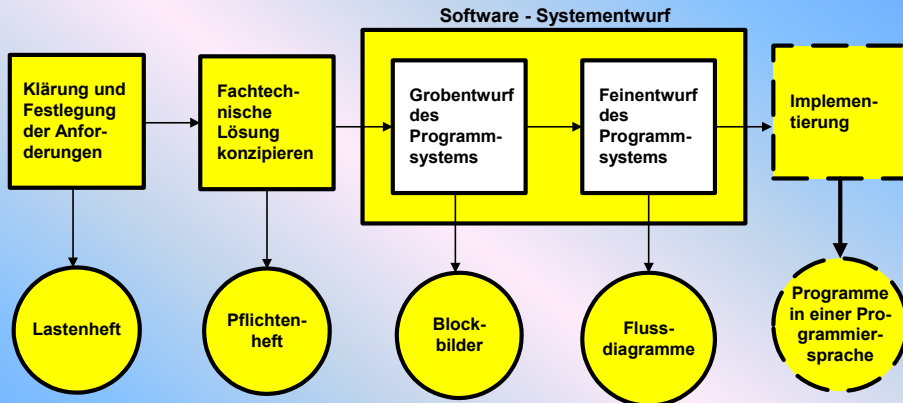 Software - Systementwurf
Klärung und
Festlegung
der Anfor-
derungen
Fachtech-
nische
Lösung
konzipieren
Grobentwurf
des
Programm-
systems
Feinentwurf
des
Programm-
systems
Implemen-
tierung
Lastenheft
Pflichten-
heft
Block-
bilder
Fluss-
diagramme
Programme
in einer Pro-
grammier-
sprache